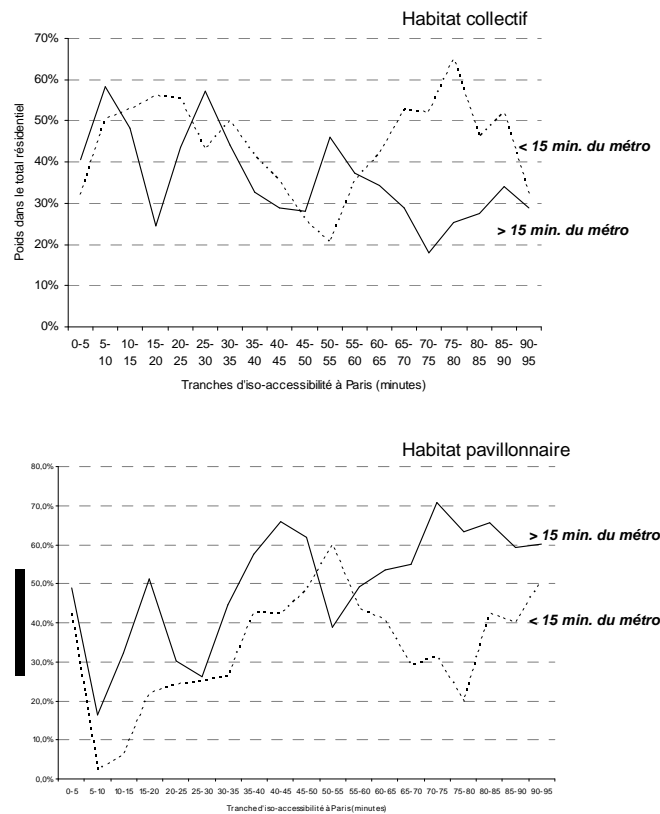 Habitat collectif
70%
60%
50%
40%
30%
20%
10%
0%
Poids dans le total résidentiel
< 15 min. du métro
> 15 min. du métro
0-5 5- 10- 15- 20- 25- 30- 35- 40- 45- 50- 55- 60- 65- 70- 75- 80- 85- 90-
10 15 20 25 30 35 40 45 50 55 60 65 70 75 80 85 90 95
Tranches d'iso-accessibilité à Paris (minutes)
Habitat pavillonnaire
80,0%
70,0%
60,0%
50,0%
40,0%
30,0%
20,0%
10,0%
0,0%
> 15 min. du métro
< 15 min. du métro
0-5 5-10 10-15 15-20 20-25 25-30 30-35 35-40 40-45 45-50 50-55 55-60 60-65 65-70 70-75 75-80 80-85 85-90 90-95
Tranche d'iso-accessibilité à Paris (minutes)